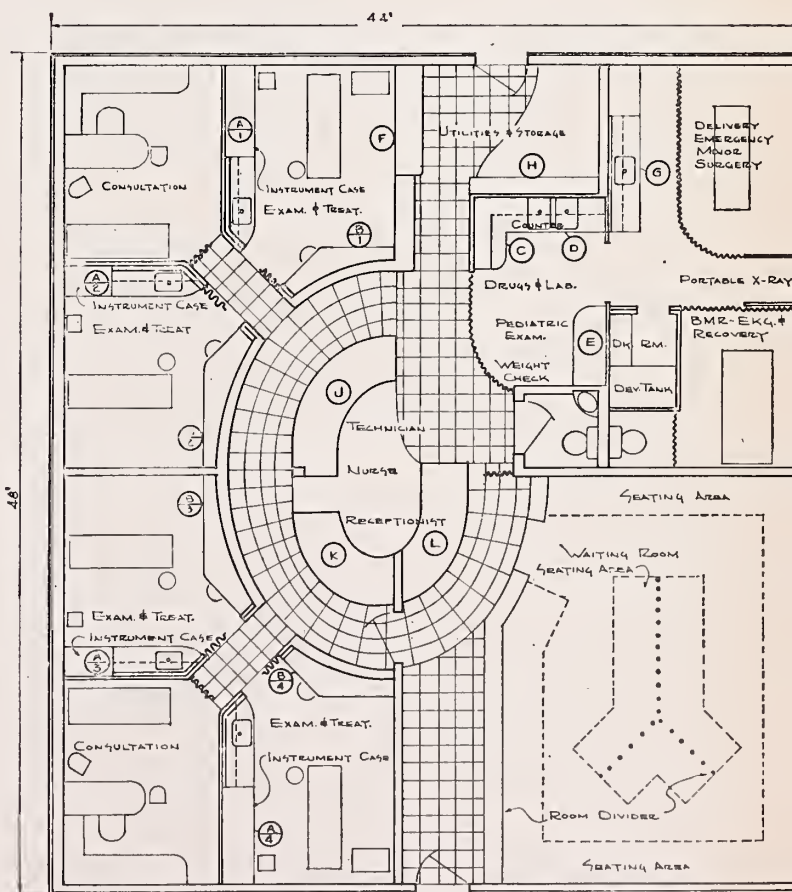 44'
48'
CONSULTATION
A
1
INSTRUMENT CASE
EXAM. & TREAT.
B
1
F
UTILITIES & STORAGE
H
G
DELIVERY
EMERGENCY
MINOR
SURGERY
COUNTER
C
D
DRUGS & LAB.
PORTABLE X-RAY
A
2
INSTRUMENT CASE
EXAM. & TREAT
PEDIATRIC
EXAM.
WEIGHT
CHECK
E
DK. RM.
DEV. TANK
BMR-EKG. &
RECOVERY
J
TECHNICIAN
NURSE
RECEPTIONIST
K
L
B
3
EXAM. & TREAT.
INSTRUMENT CASE
A
3
SEATING AREA
WAITING ROOM
SEATING AREA
B
4
CONSULTATION
EXAM. & TREAT.
INSTRUMENT CASE
A
4
ROOM DIVIDER
SEATING AREA